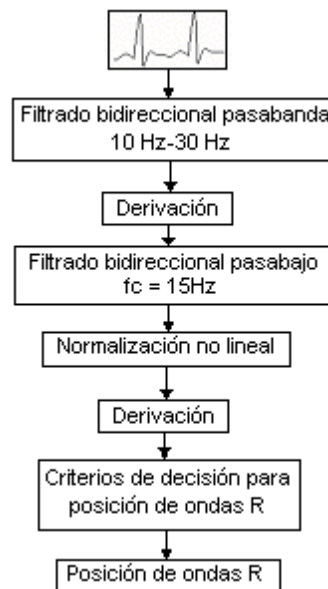 Filtrado bidireccional pasabanda
10 Hz-30 Hz
Derivación
Filtrado bidireccional pasabajo
fc = 15Hz
Normalización no lineal
Derivación
Criterios de decisión para
posición de ondas R
Posición de ondas R